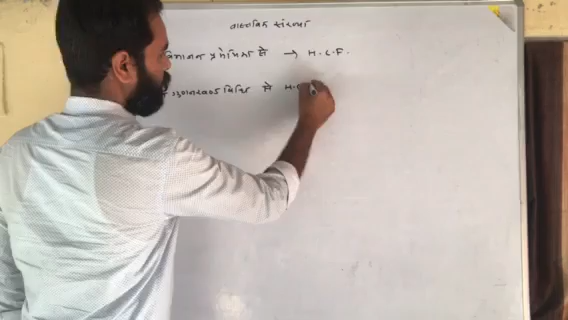 वास्तविक संख्या
विभाजन प्रमेयिका से → H.C.F.
गुणनखण्ड विधि से H.C